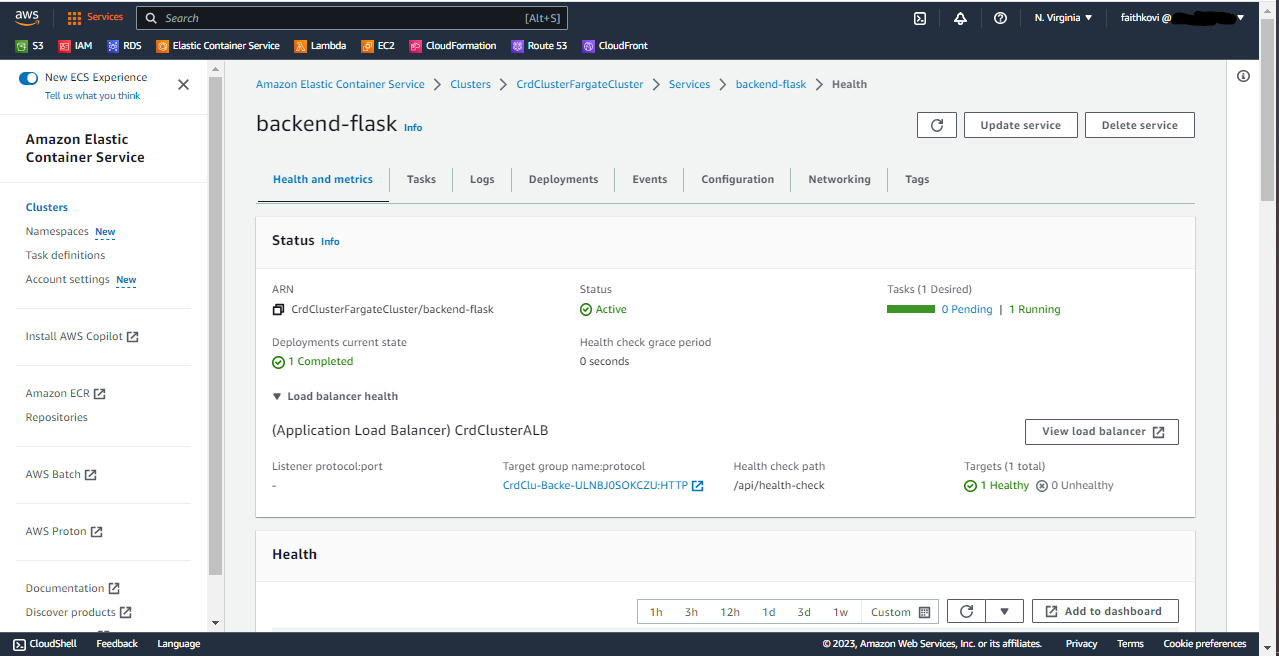 aws Services Search [Alt+S] N. Virginia faithkovi @
S3 IAM RDS Elastic Container Service Lambda EC2 CloudFormation Route 53 CloudFront
New ECS Experience
Tell us what you think
Amazon Elastic
Container Service
Clusters
Namespaces New
Task definitions
Account settings New
Install AWS Copilot
Amazon ECR
Repositories
AWS Batch
AWS Proton
Documentation
Discover products
Amazon Elastic Container Service Clusters CrdClusterFargateCluster Services backend-flask Health
backend-flask Info
Update service Delete service
Health and metrics Tasks Logs Deployments Events Configuration Networking Tags
Status Info
ARN Status Tasks (1 Desired)
CrdClusterFargateCluster/backend-flask Active 0 Pending | 1 Running
Deployments current state Health check grace period
1 Completed 0 seconds
Load balancer health
(Application Load Balancer) CrdClusterALB View load balancer
Listener protocol:port Target group name:protocol Health check path Targets (1 total)
- CrdClu-Backe-ULNBJ0SOKCZU:HTTP /api/health-check 1 Healthy 0 Unhealthy
Health
1h 3h 12h 1d 3d 1w Custom Add to dashboard
CloudShell Feedback Language © 2023, Amazon Web Services, Inc. or its affiliates. Privacy Terms Cookie preferences